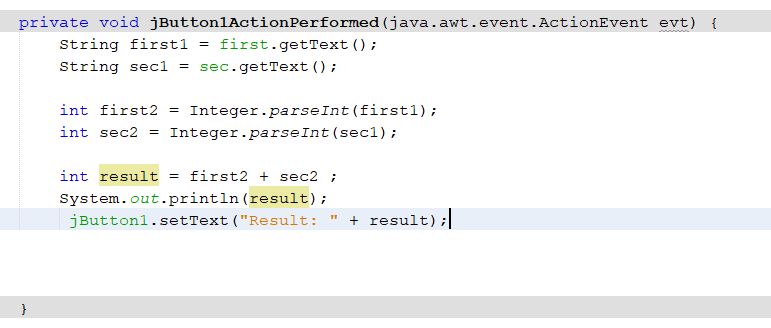 private void jButton1ActionPerformed(java.awt.event.ActionEvent evt) {
String first1 = first.getText();
String sec1 = sec.getText();
int first2 = Integer.parseInt(first1);
int sec2 = Integer.parseInt(sec1);
int result = first2 + sec2 ;
System.out.println(result);
jButton1.setText("Result: " + result);
}